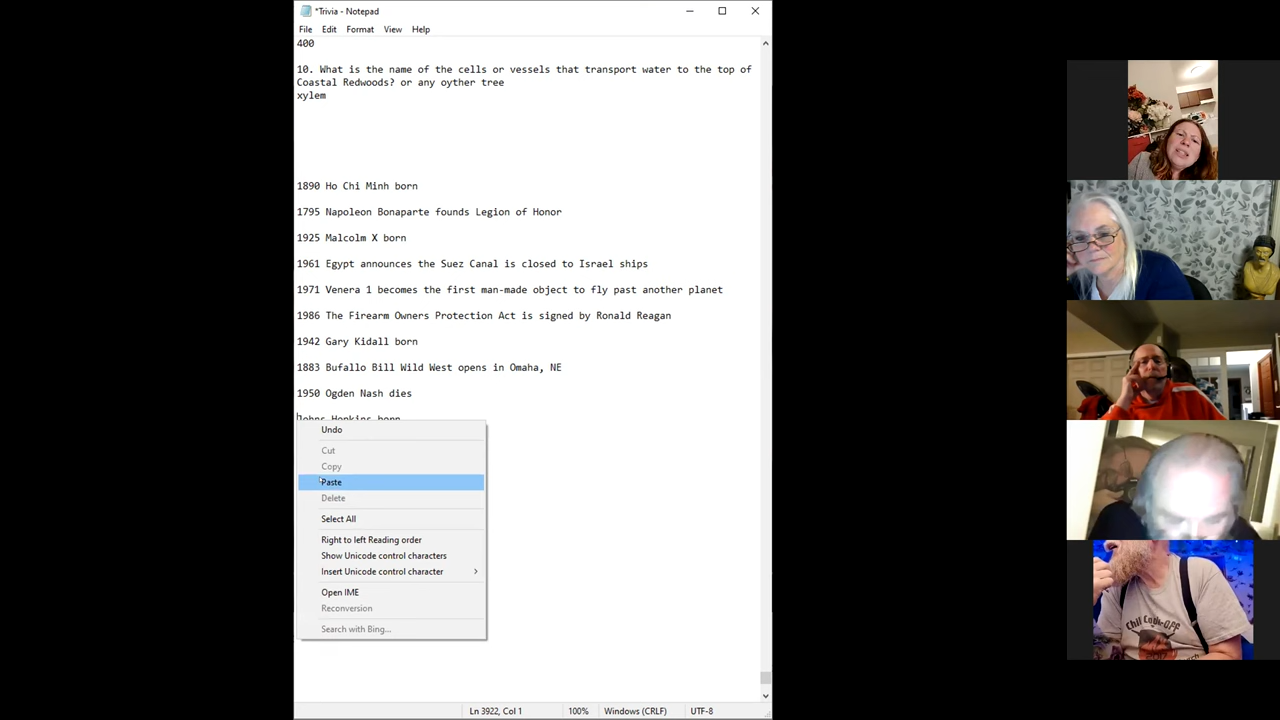 *Trivia - Notepad
File Edit Format View Help
400
10. What is the name of the cells or vessels that transport water to the top of
Coastal Redwoods? or any oyther tree
xylem
1890 Ho Chi Minh born
1795 Napoleon Bonaparte founds Legion of Honor
1925 Malcolm X born
1961 Egypt announces the Suez Canal is closed to Israel ships
1971 Venera 1 becomes the first man-made object to fly past another planet
1986 The Firearm Owners Protection Act is signed by Ronald Reagan
1942 Gary Kidall born
1883 Bufallo Bill Wild West opens in Omaha, NE
1950 Ogden Nash dies
Johns Hopkins born
Undo
Cut
Copy
Paste
Delete
Select All
Right to left Reading order
Show Unicode control characters
Insert Unicode control character
Open IME
Reconversion
Search with Bing...
Ln 3922, Col 1 100% Windows (CRLF) UTF-8
Chili Cook-Off